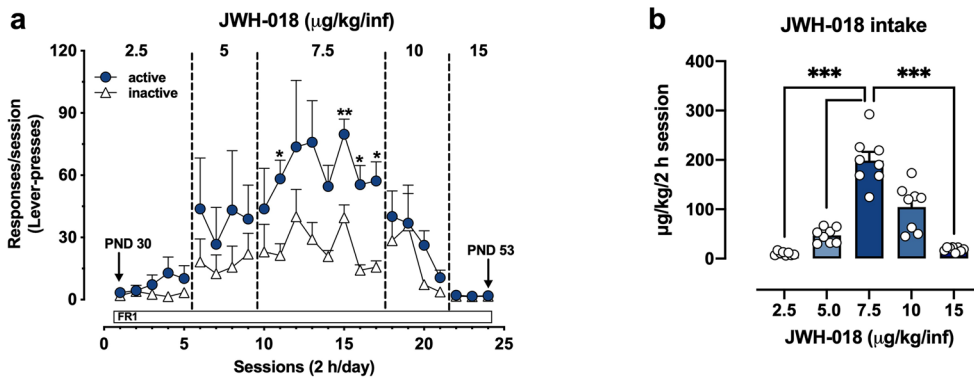 a
JWH-018 (μg/kg/inf)
2.5 5 7.5 10 15
120
90
60
30
0
Responses/session
(Lever-presses)
active
inactive
PND 30
* ** * *
PND 53
FR1
0 5 10 15 20 25
Sessions (2 h/day)
b
JWH-018 intake
*** ***
400
300
200
100
0
μg/kg/2 h session
2.5 5.0 7.5 10 15
JWH-018 (μg/kg/inf)